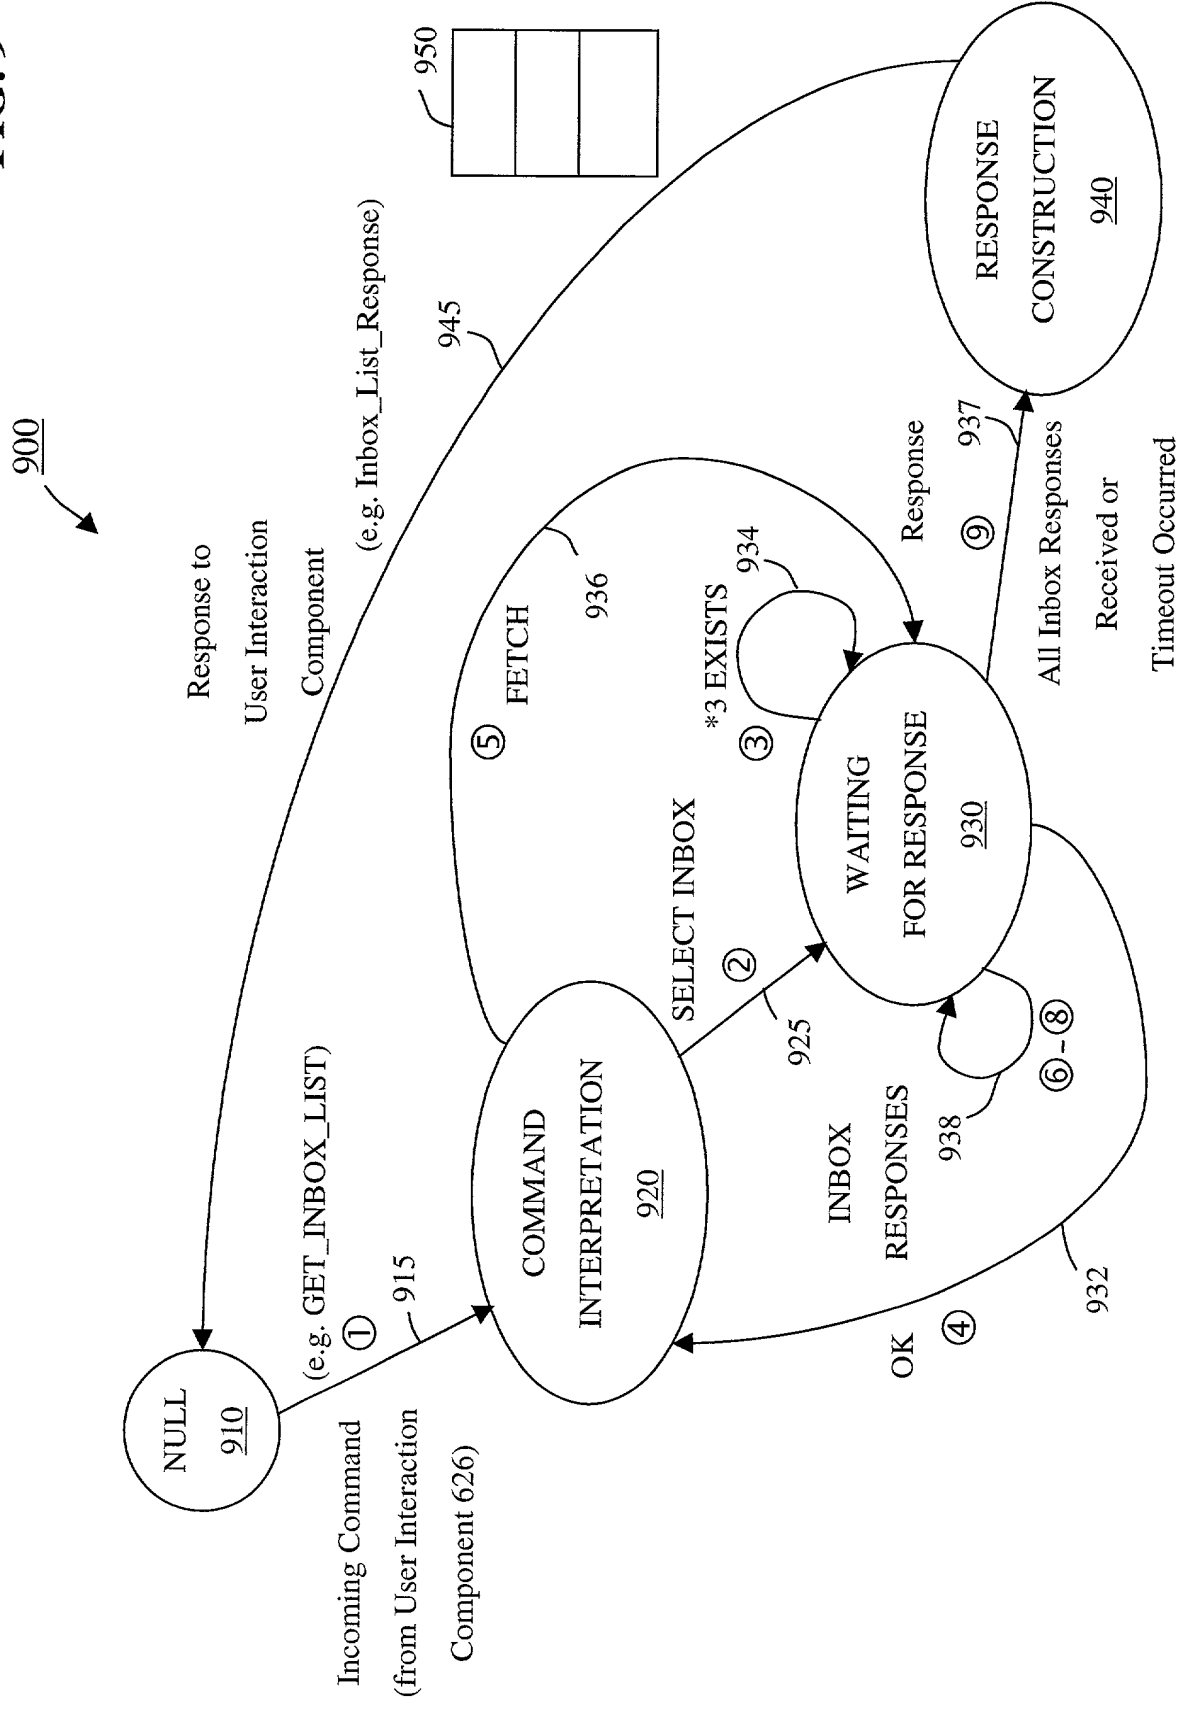 900
Response to
User Interaction
Component
(e.g. Inbox_List_Response)
945
950
NULL
910
(e.g. GET_INBOX_LIST)
①
915
Incoming Command
(from User Interaction
Component 626)
COMMAND
INTERPRETATION
920
⑤
FETCH
936
SELECT INBOX
②
925
*3 EXISTS
③
934
WAITING
FOR RESPONSE
930
INBOX
RESPONSES
938
⑥-⑧
OK
④
932
Response
⑨
937
All Inbox Responses
Received or
Timeout Occurred
RESPONSE
CONSTRUCTION
940